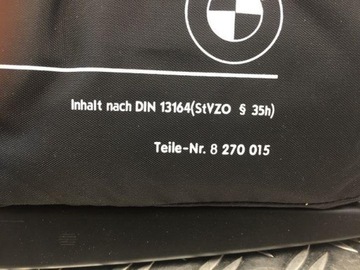 Inhalt nach DIN 13164(StVZO § 35h)
Teile-Nr. 8 270 015